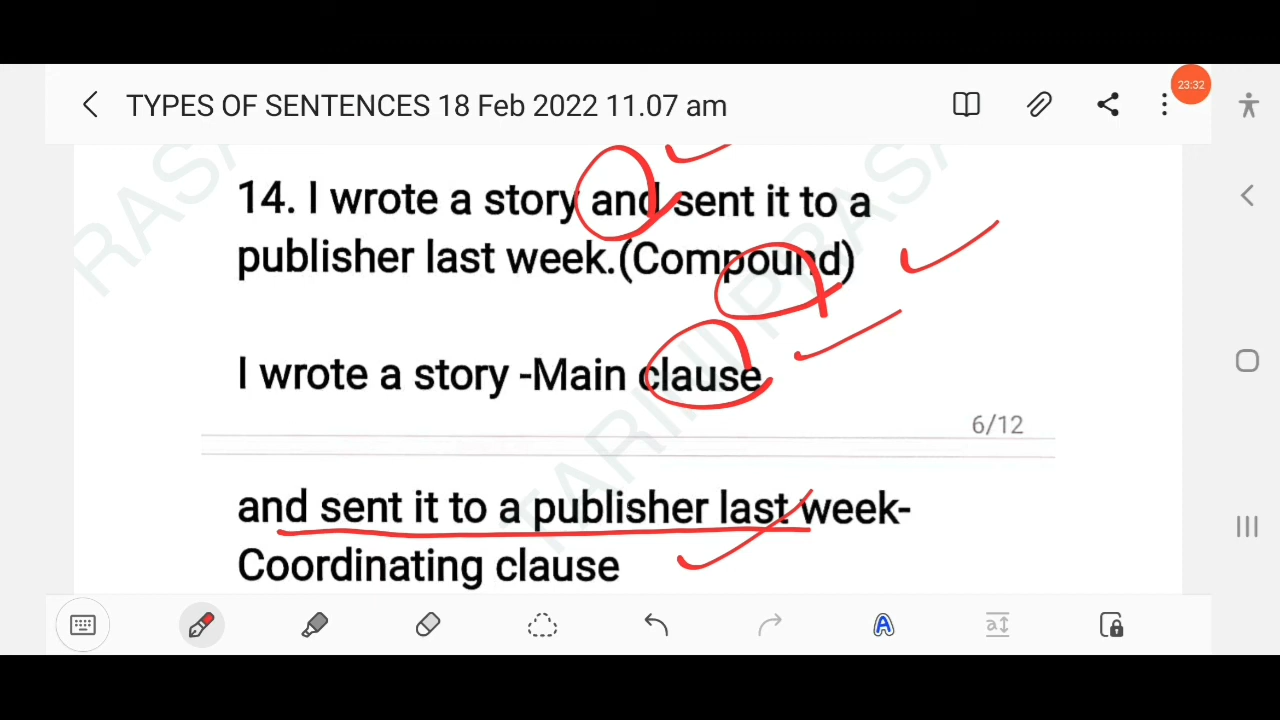 23:32
TYPES OF SENTENCES 18 Feb 2022 11.07 am
14. I wrote a story and sent it to a
publisher last week.(Compound)
I wrote a story -Main clause
6/12
and sent it to a publisher last week-
Coordinating clause